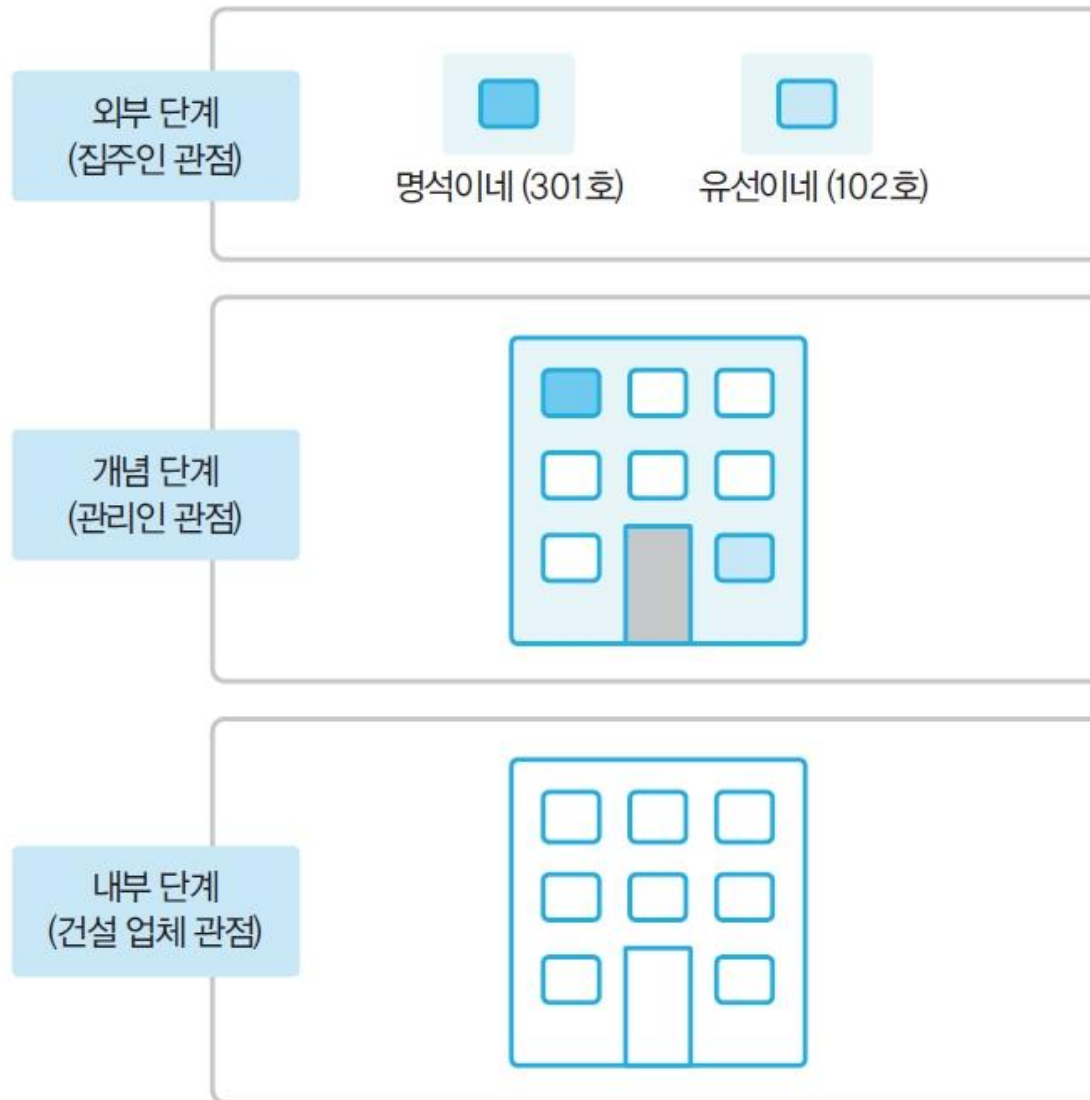 외부 단계
(집주인 관점)
명석이네 (301호)
유선이네 (102호)
개념 단계
(관리인 관점)
내부 단계
(건설 업체 관점)